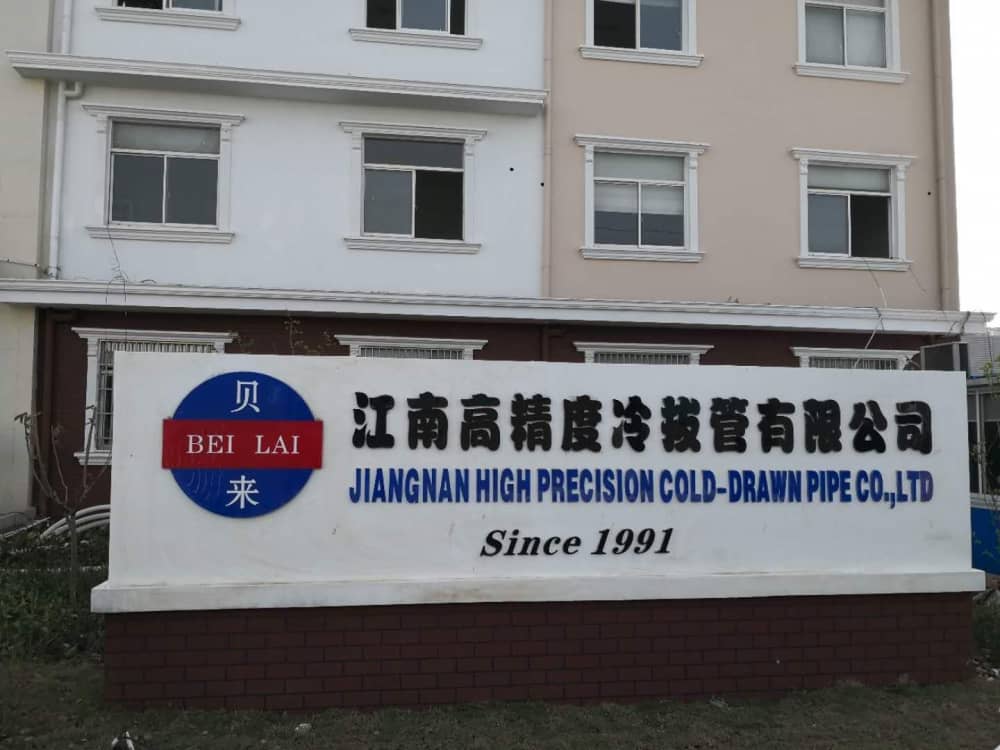 贝
BEI LAI
来
江南高精度冷拔管有限公司
JIANGNAN HIGH PRECISION COLD-DRAWN PIPE CO.,LTD
Since 1991